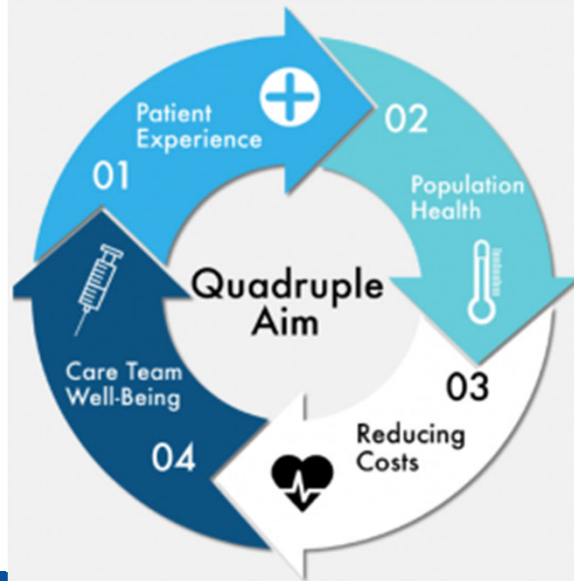 01
Patient
Experience
02
Population
Health
03
Reducing
Costs
04
Care Team
Well-Being
Quadruple
Aim